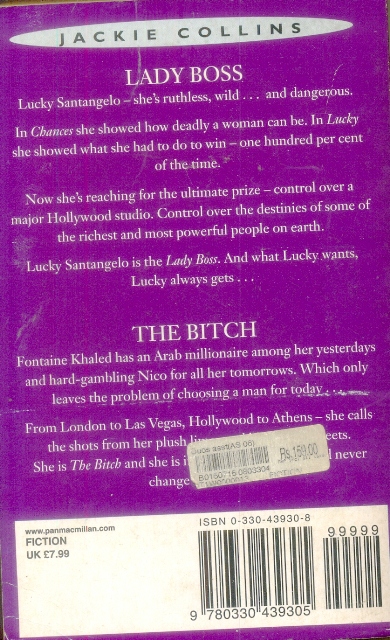 JACKIE COLLINS
LADY BOSS
Lucky Santangelo – she's ruthless, wild . . . and dangerous.
In Chances she showed how deadly a woman can be. In Lucky
she showed what she had to do to win – one hundred per cent
of the time.
Now she's reaching for the ultimate prize – control over a
major Hollywood studio. Control over the destinies of some of
the richest and most powerful people on earth.
Lucky Santangelo is the Lady Boss. And what Lucky wants,
Lucky always gets . . .
THE BITCH
Fontaine Khaled has an Arab millionaire among her yesterdays
and hard-gambling Nico for all her tomorrows. Which only
leaves the problem of choosing a man for today . . .
From London to Las Vegas, Hollywood to Athens – she calls
the shots from her plush
She is The Bitch and she is never
change
Rs.159.00
www.panmacmillan.com
FICTION
UK £7.99
ISBN 0-330-43930-8
99999
9 780330 439305